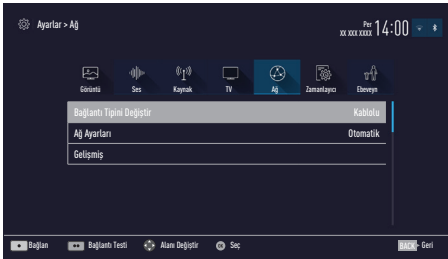 Ayarlar > Ağ
Per
xx xxx xxxx 14:00
Görüntü Ses Kaynak TV Ağ Zamanlayıcı Ebeveyn
Bağlantı Tipini Değiştir Kablolu
Ağ Ayarları Otomatik
Gelişmiş
Bağlan Bağlantı Testi Alanı Değiştir OK Seç BACK Geri